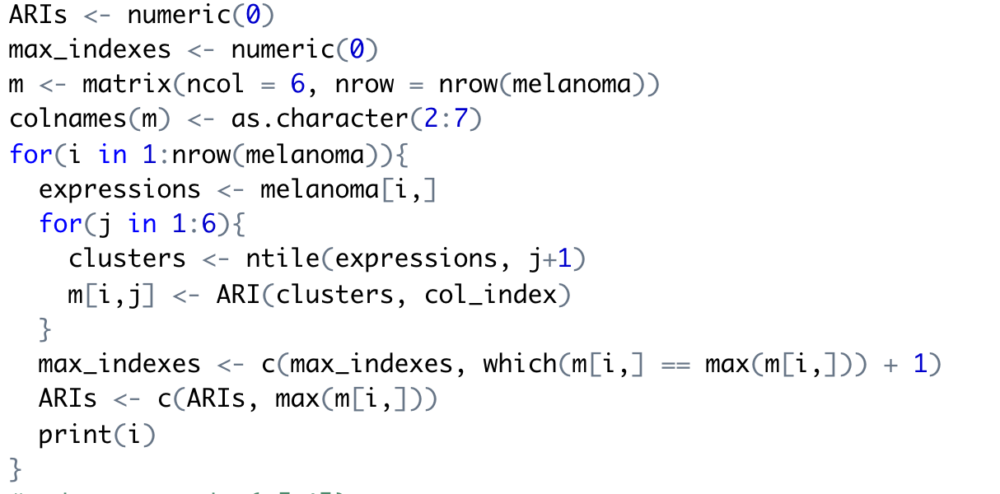 ARIs <- numeric(0)
max_indexes <- numeric(0)
m <- matrix(ncol = 6, nrow = nrow(melanoma))
colnames(m) <- as.character(2:7)
for(i in 1:nrow(melanoma)){
  expressions <- melanoma[i,]
  for(j in 1:6){
    clusters <- ntile(expressions, j+1)
    m[i,j] <- ARI(clusters, col_index)
  }
  max_indexes <- c(max_indexes, which(m[i,] == max(m[i,])) + 1)
  ARIs <- c(ARIs, max(m[i,]))
  print(i)
}